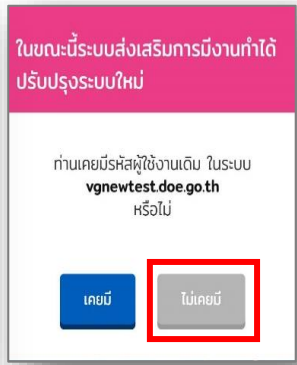 ในขณะนี้ระบบส่งเสริมการมีงานทำได้
ปรับปรุงระบบใหม่
ท่านเคยมีรหัสผู้ใช้งานเดิม ในระบบ
vgnewtest.doe.go.th
หรือไม่
เคยมี
ไม่เคยมี